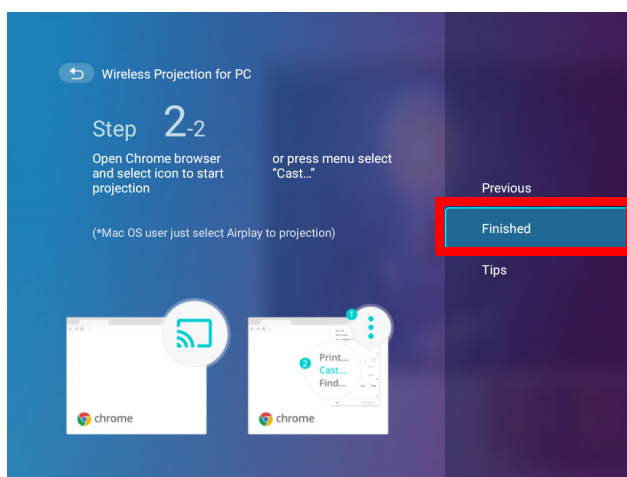 Wireless Projection for PC
Step 2-2
Open Chrome browser
and select icon to start
projection
or press menu select
“Cast...”
(*Mac OS user just select Airplay to projection)
Previous
Finished
Tips
1
2
Print...
Cast...
Find...
chrome
chrome